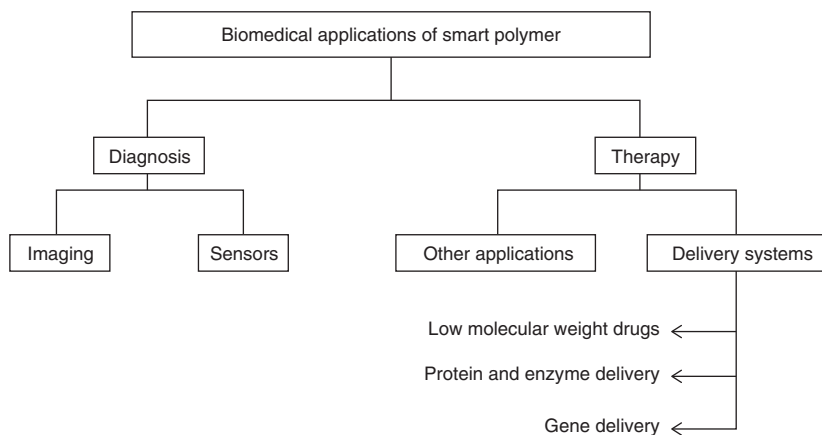 Biomedical applications of smart polymer
Diagnosis
Therapy
Imaging
Sensors
Other applications
Delivery systems
Low molecular weight drugs
Protein and enzyme delivery
Gene delivery